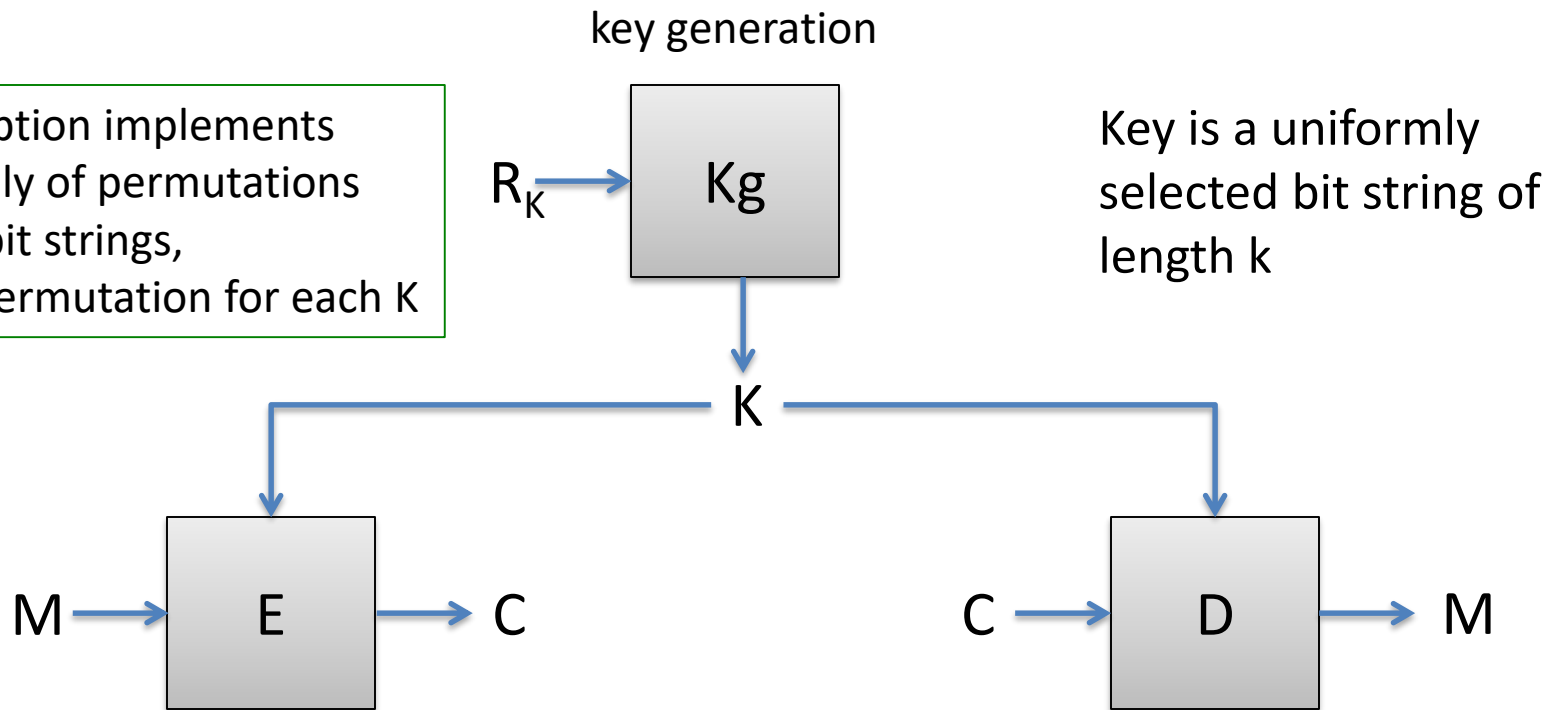 key generation
ption implements
ly of permutations
bit strings,
ermutation for each K
R_K
Kg
Key is a uniformly
selected bit string of
length k
K
M
E
C
C
D
M